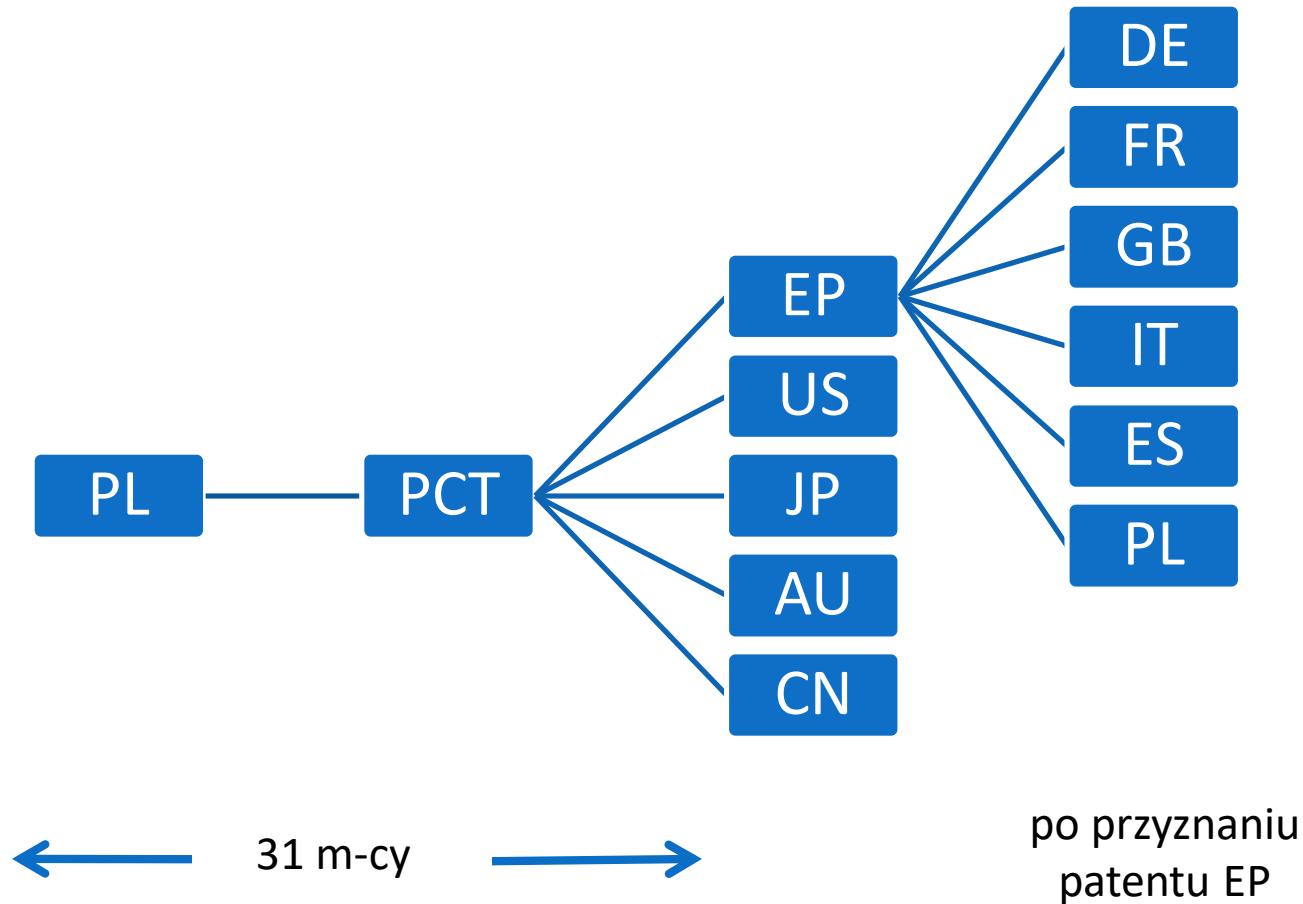 PL
PCT
EP
US
JP
AU
CN
DE
FR
GB
IT
ES
PL
31 m-cy
po przyznaniu
patentu EP